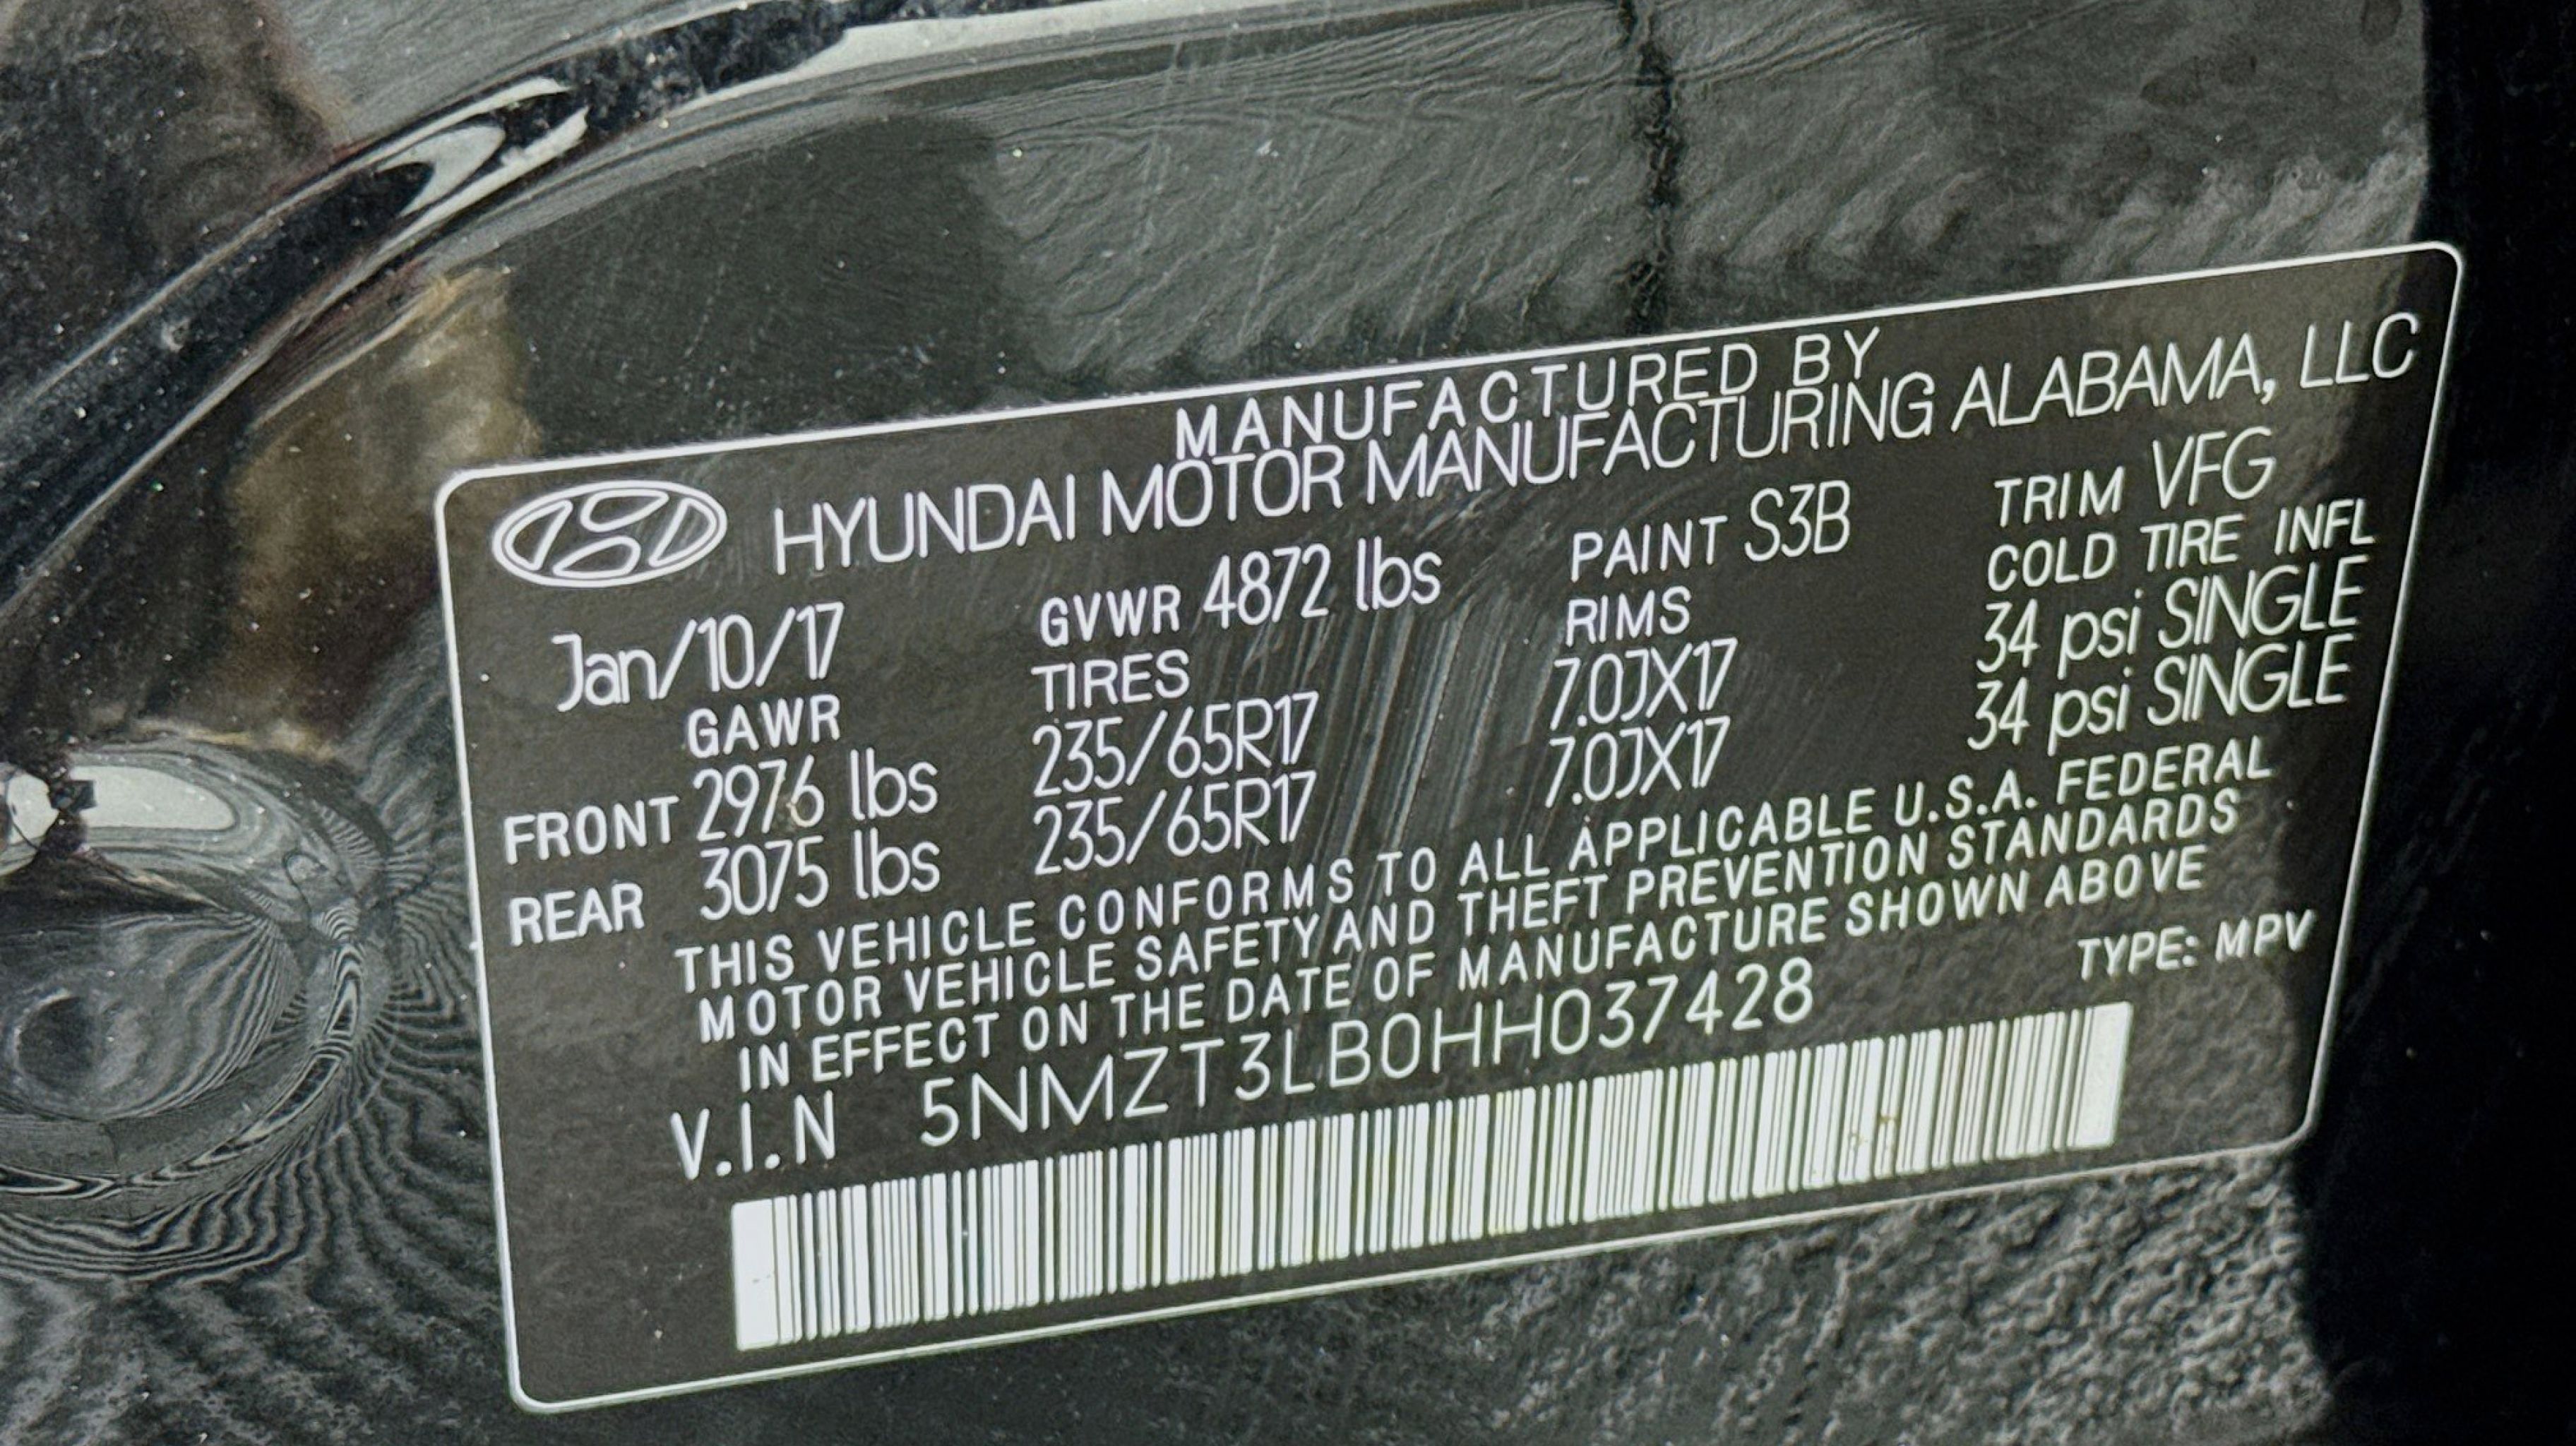 MANUFACTURED BY
HYUNDAI MOTOR MANUFACTURING ALABAMA, LLC
Jan/10/17 GVWR 4872 lbs PAINT S3B TRIM VFG
GAWR TIRES RIMS COLD TIRE INFL
FRONT 2976 lbs 235/65R17 7.0JX17 34 psi SINGLE
REAR 3075 lbs 235/65R17 7.0JX17 34 psi SINGLE
THIS VEHICLE CONFORMS TO ALL APPLICABLE U.S.A. FEDERAL
MOTOR VEHICLE SAFETY AND THEFT PREVENTION STANDARDS
IN EFFECT ON THE DATE OF MANUFACTURE SHOWN ABOVE
V.I.N 5NMZT3LB0HH037428 TYPE: MPV